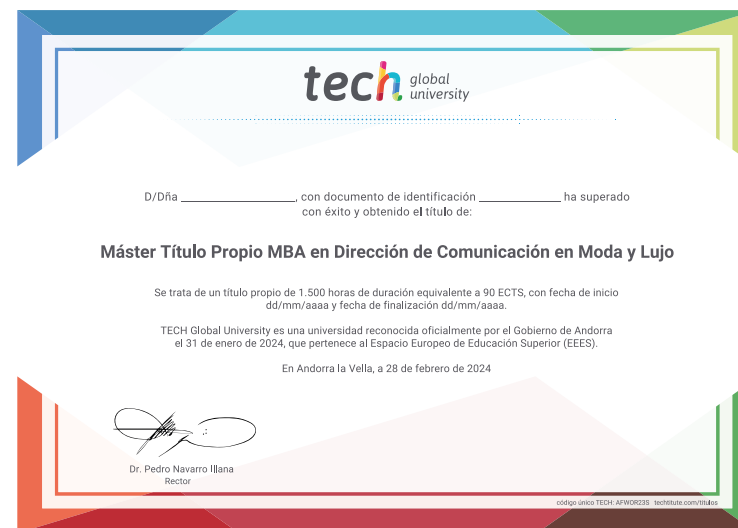 tech global university
D/Dña ____________________, con documento de identificación ______________ ha superado
con éxito y obtenido el título de:
Máster Título Propio MBA en Dirección de Comunicación en Moda y Lujo
Se trata de un título propio de 1.500 horas de duración equivalente a 90 ECTS, con fecha de inicio
dd/mm/aaaa y fecha de finalización dd/mm/aaaa.
TECH Global University es una universidad reconocida oficialmente por el Gobierno de Andorra
el 31 de enero de 2024, que pertenece al Espacio Europeo de Educación Superior (EEES).
En Andorra la Vella, a 28 de febrero de 2024
Dr. Pedro Navarro Illana
Rector
código único TECH: AFWOR23S techtitute.com/titulos